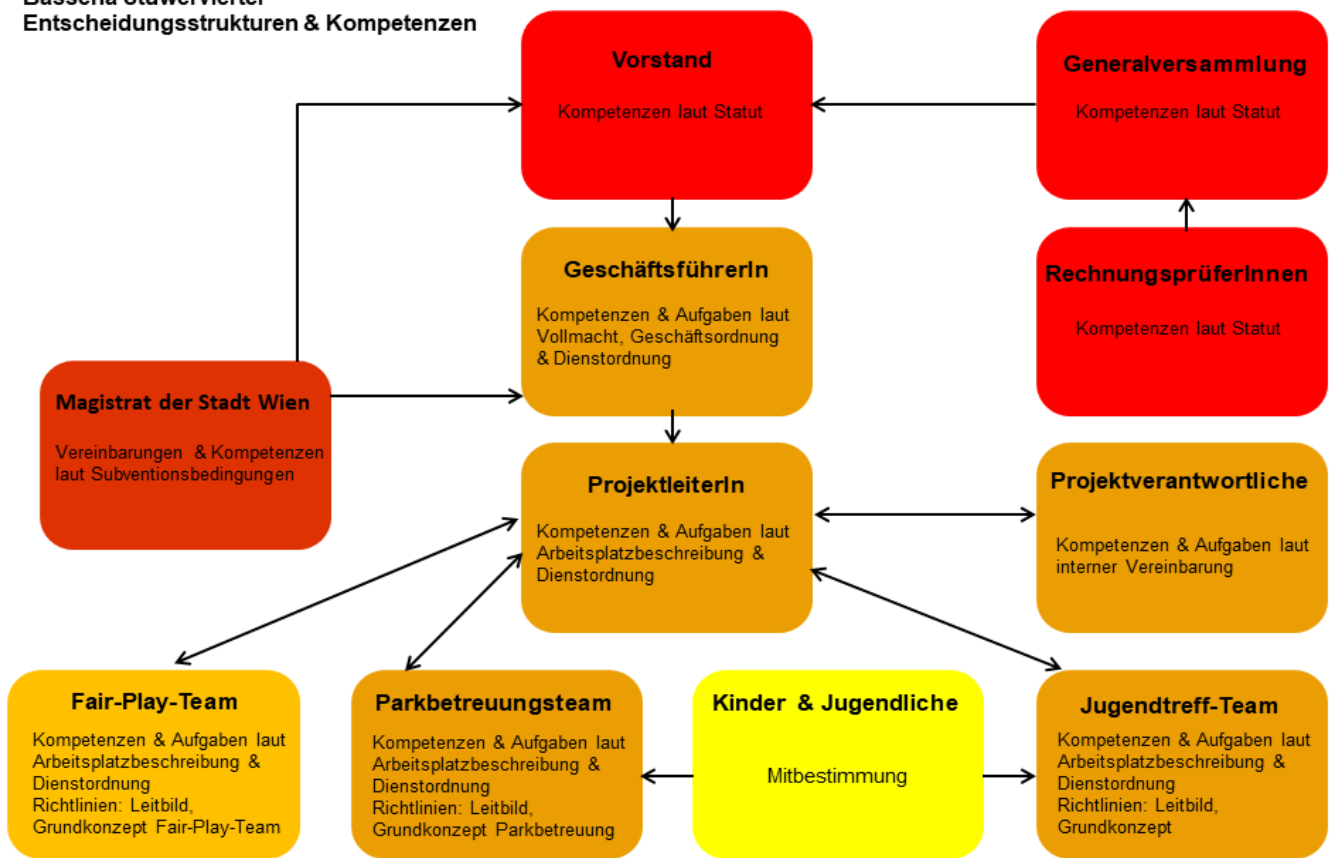 Entscheidungsstrukturen & Kompetenzen
Vorstand
Kompetenzen laut Statut
Generalversammlung
Kompetenzen laut Statut
GeschäftsführerIn
Kompetenzen & Aufgaben laut
Vollmacht, Geschäftsordnung
& Dienstordnung
RechnungsprüferInnen
Kompetenzen laut Statut
Magistrat der Stadt Wien
Vereinbarungen & Kompetenzen
laut Subventionsbedingungen
ProjektleiterIn
Kompetenzen & Aufgaben laut
Arbeitsplatzbeschreibung &
Dienstordnung
Projektverantwortliche
Kompetenzen & Aufgaben laut
interner Vereinbarung
Fair-Play-Team
Kompetenzen & Aufgaben laut
Arbeitsplatzbeschreibung &
Dienstordnung
Richtlinien: Leitbild,
Grundkonzept Fair-Play-Team
Parkbetreuungsteam
Kompetenzen & Aufgaben laut
Arbeitsplatzbeschreibung &
Dienstordnung
Richtlinien: Leitbild,
Grundkonzept Parkbetreuung
Kinder & Jugendliche
Mitbestimmung
Jugendtreff-Team
Kompetenzen & Aufgaben laut
Arbeitsplatzbeschreibung &
Dienstordnung
Richtlinien: Leitbild,
Grundkonzept